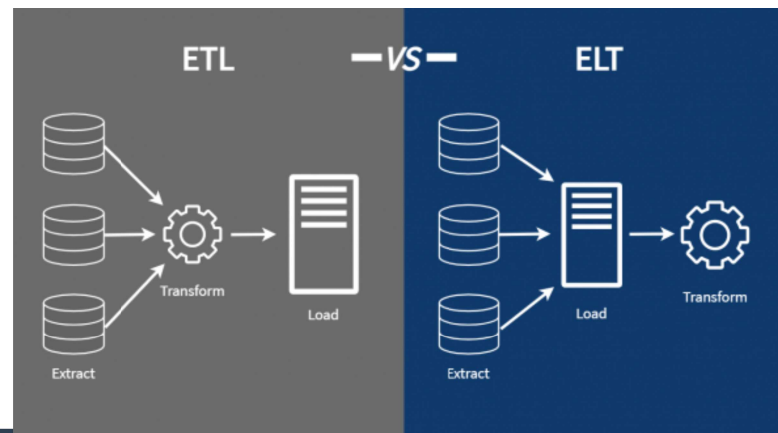 ETL
VS
ELT
Transform
Load
Extract
Load
Transform
Extract